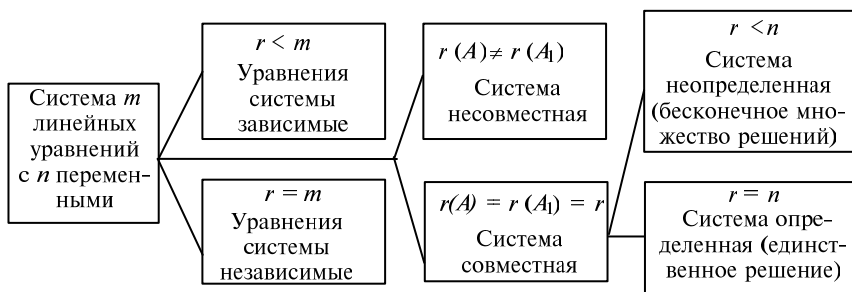 Система m
линейных
уравнений
с n перемен-
ными
r < m
Уравнения
системы
зависимые
r = m
Уравнения
системы
независимые
r (A) ≠ r (A₁)
Система
несовместная
r(A) = r (A₁) = r
Система
совместная
r < n
Система
неопределенная
(бесконечное мно-
жество решений)
r = n
Система опре-
деленная (единст-
венное решение)